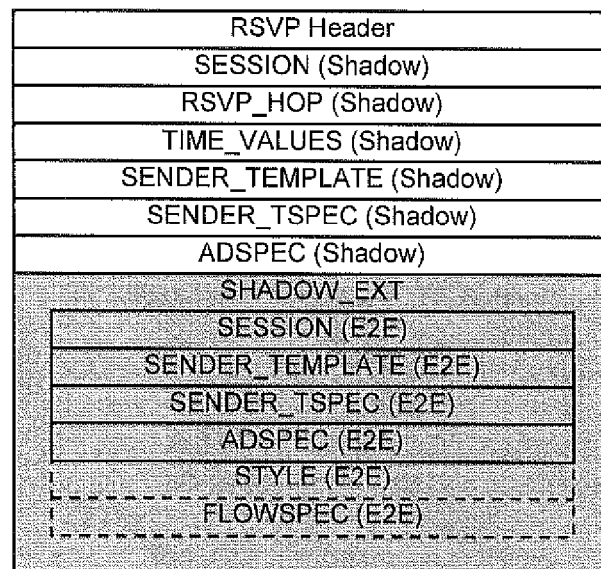 RSVP Header
SESSION (Shadow)
RSVP_HOP (Shadow)
TIME_VALUES (Shadow)
SENDER_TEMPLATE (Shadow)
SENDER_TSPEC (Shadow)
ADSPEC (Shadow)
SHADOW_EXT
SESSION (E2E)
SENDER_TEMPLATE (E2E)
SENDER_TSPEC (E2E)
ADSPEC (E2E)
STYLE (E2E)
FLOWSPEC (E2E)